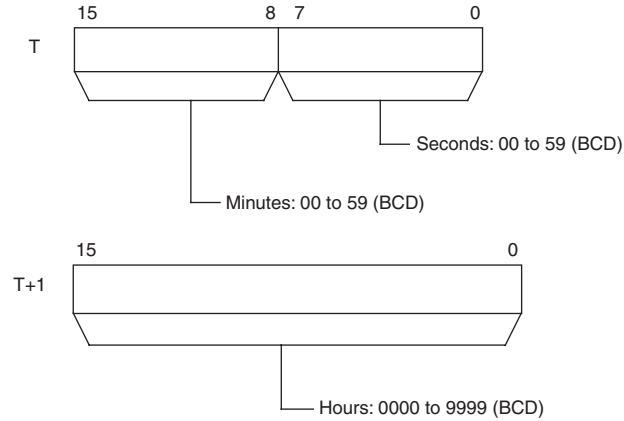 15 8 7 0
T
Seconds: 00 to 59 (BCD)
Minutes: 00 to 59 (BCD)
15 0
T+1
Hours: 0000 to 9999 (BCD)